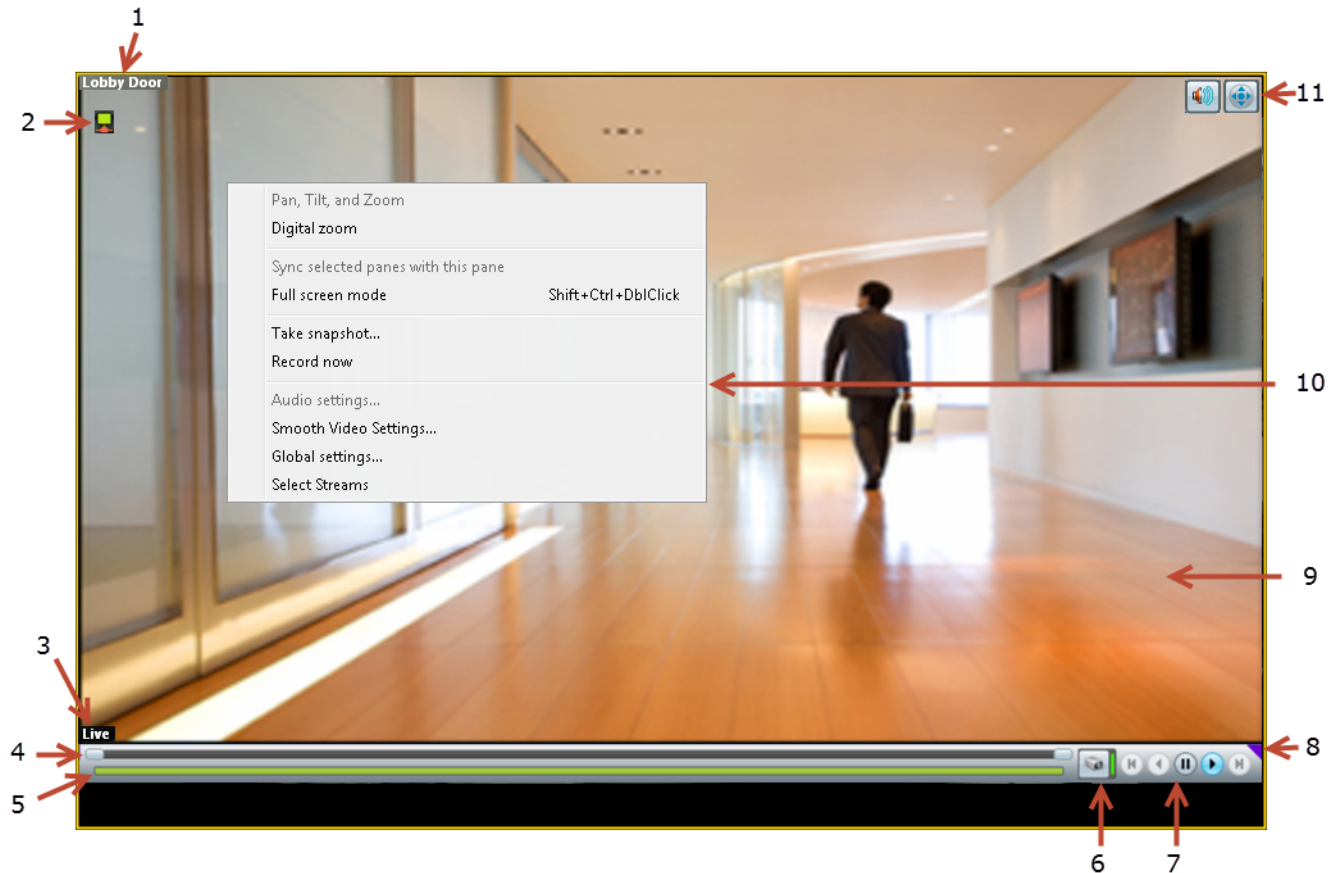 1
Lobby Door
11
2
Pan, Tilt, and Zoom
Digital zoom
Sync selected panes with this pane
Full screen mode Shift+Ctrl+DblClick
Take snapshot...
Record now
10
Audio settings...
Smooth Video Settings...
Global settings...
Select Streams
9
3
Live
4
8
5
6
7